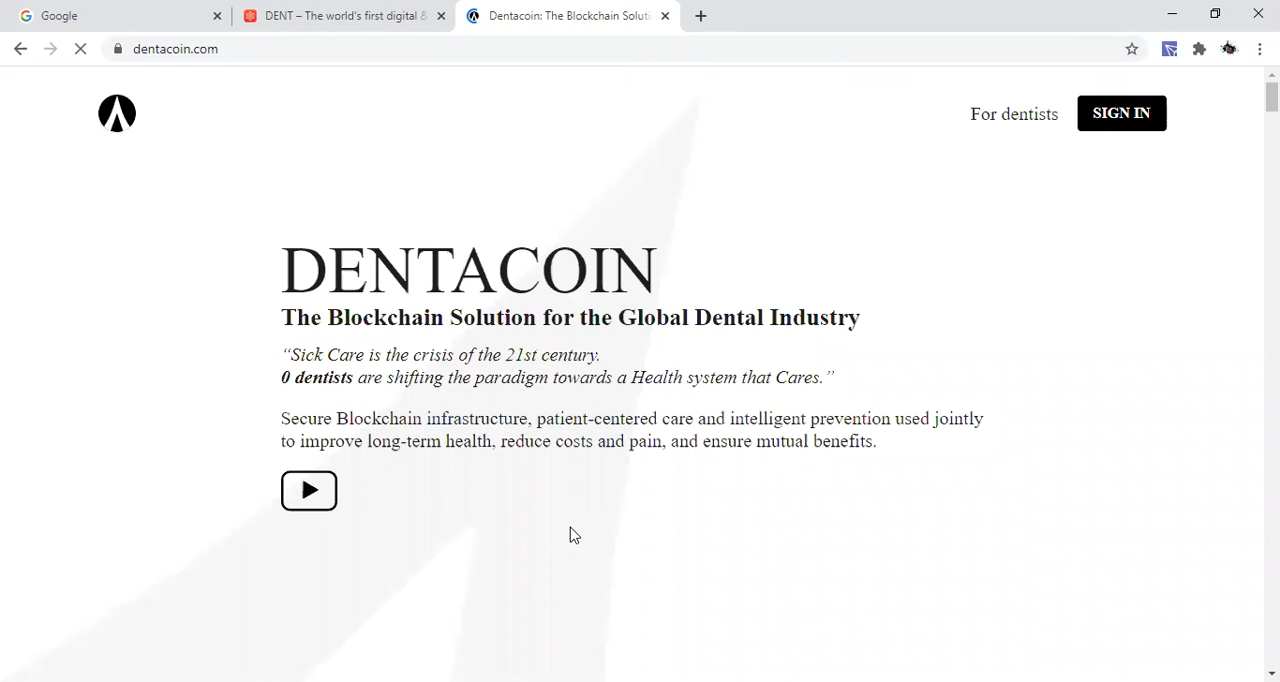 Google
DENT – The world's first digital &
Dentacoin: The Blockchain Soluti
dentacoin.com
For dentists
SIGN IN
DENTACOIN
The Blockchain Solution for the Global Dental Industry
“Sick Care is the crisis of the 21st century.
0 dentists are shifting the paradigm towards a Health system that Cares.”
Secure Blockchain infrastructure, patient-centered care and intelligent prevention used jointly
to improve long-term health, reduce costs and pain, and ensure mutual benefits.